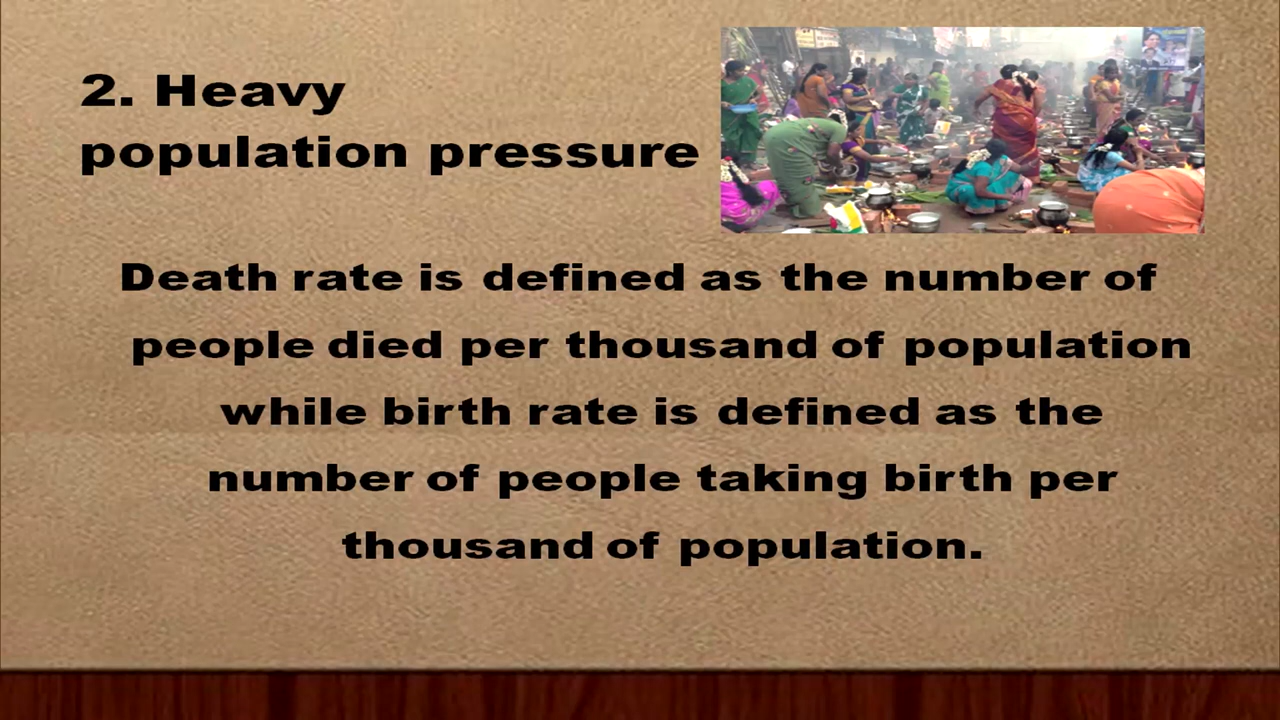 2. Heavy
population pressure
Death rate is defined as the number of
people died per thousand of population
while birth rate is defined as the
number of people taking birth per
thousand of population.